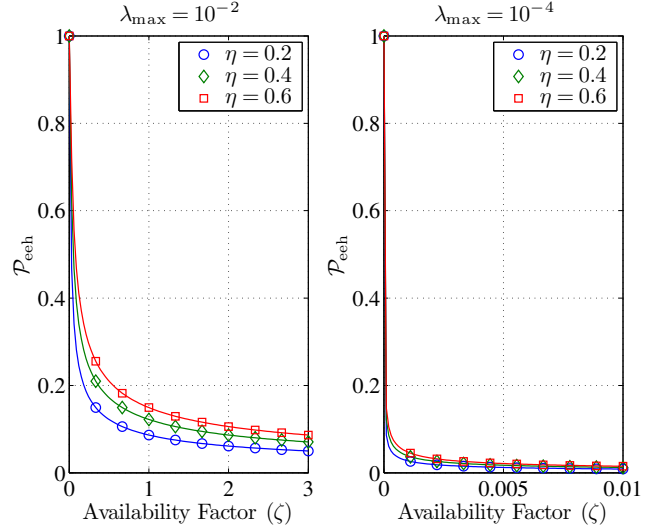 λmax = 10⁻²
1
0.8
0.6
0.4
0.2
0
𝒫eeh
η = 0.2
η = 0.4
η = 0.6
0 1 2 3
Availability Factor (ζ)
λmax = 10⁻⁴
1
0.8
0.6
0.4
0.2
0
𝒫eeh
η = 0.2
η = 0.4
η = 0.6
0 0.005 0.01
Availability Factor (ζ)